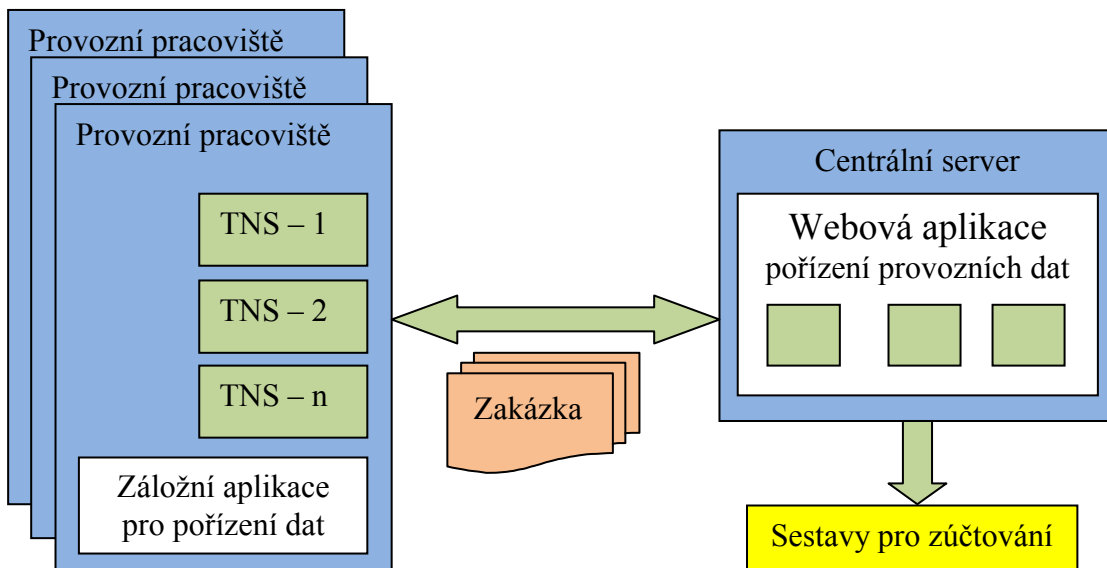 Provozní pracoviště
Provozní pracoviště
Provozní pracoviště
TNS – 1
TNS – 2
TNS – n
Záložní aplikace
pro pořízení dat
Zakázka
Centrální server
Webová aplikace
pořízení provozních dat
Sestavy pro zúčtování